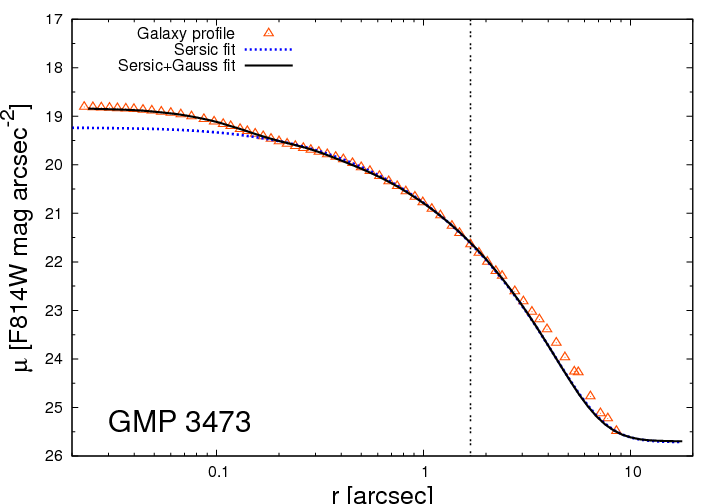 17
18
19
20
21
22
23
24
25
26
μ [F814W mag arcsec-2]
Galaxy profile
Sersic fit
Sersic+Gauss fit
GMP 3473
0.1
1
10
r [arcsec]